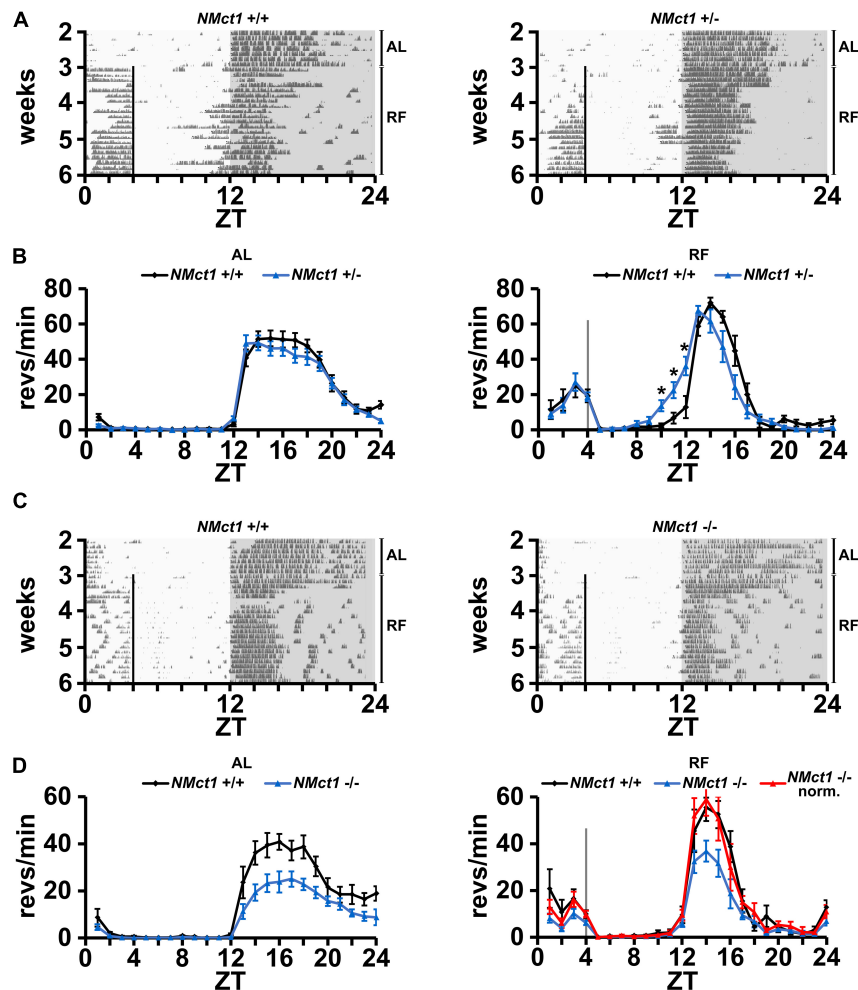 A
NMct1 +/+
NMct1 +/-
2
3
4
5
6
weeks
AL
RF
0
12
24
ZT
2
3
4
5
6
weeks
AL
RF
0
12
24
ZT
B
AL
NMct1 +/+ NMct1 +/-
80
60
40
20
0
revs/min
0 4 8 12 16 20 24
ZT
RF
NMct1 +/+ NMct1 +/-
80
60
40
20
0
revs/min
* * *
0 4 8 12 16 20 24
ZT
C
NMct1 +/+
NMct1 -/-
2
3
4
5
6
weeks
AL
RF
0
12
24
ZT
2
3
4
5
6
weeks
AL
RF
0
12
24
ZT
D
AL
NMct1 +/+ NMct1 -/-
60
40
20
0
revs/min
0 4 8 12 16 20 24
ZT
RF
NMct1 +/+ NMct1 -/- NMct1 -/-
norm.
60
40
20
0
revs/min
0 4 8 12 16 20 24
ZT